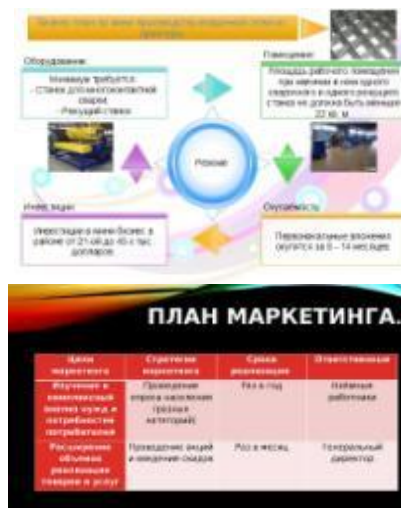 Оборудование:
Минимум требуется:
- Станок для многоконтактной
сварки
- Режущий станок
Помещение:
Площадь рабочего помещения
при наличии в нем одного
сварочного и одного режущего
станка не должна быть меньше
22 кв. м.
Резюме
Инвестиции:
Инвестиции в мини-бизнес в
районе от 21-ой до 45-х тыс.
долларов.
Окупаемость:
Первоначальные вложения
окупятся за 8 – 14 месяцев.
ПЛАН МАРКЕТИНГА.
Цели
маркетинга
Стратегии
маркетинга
Сроки
реализации
Ответственные
Изучение и
комплексный
анализ нужд и
потребностей
потребителей
Проведение
опроса населения
(разных
категорий)
Раз в год
Наёмные
работники
Расширение
объемов
реализации
товаров и услуг
Проведение акций
и введение скидок
Раз в месяц
Генеральный
директор